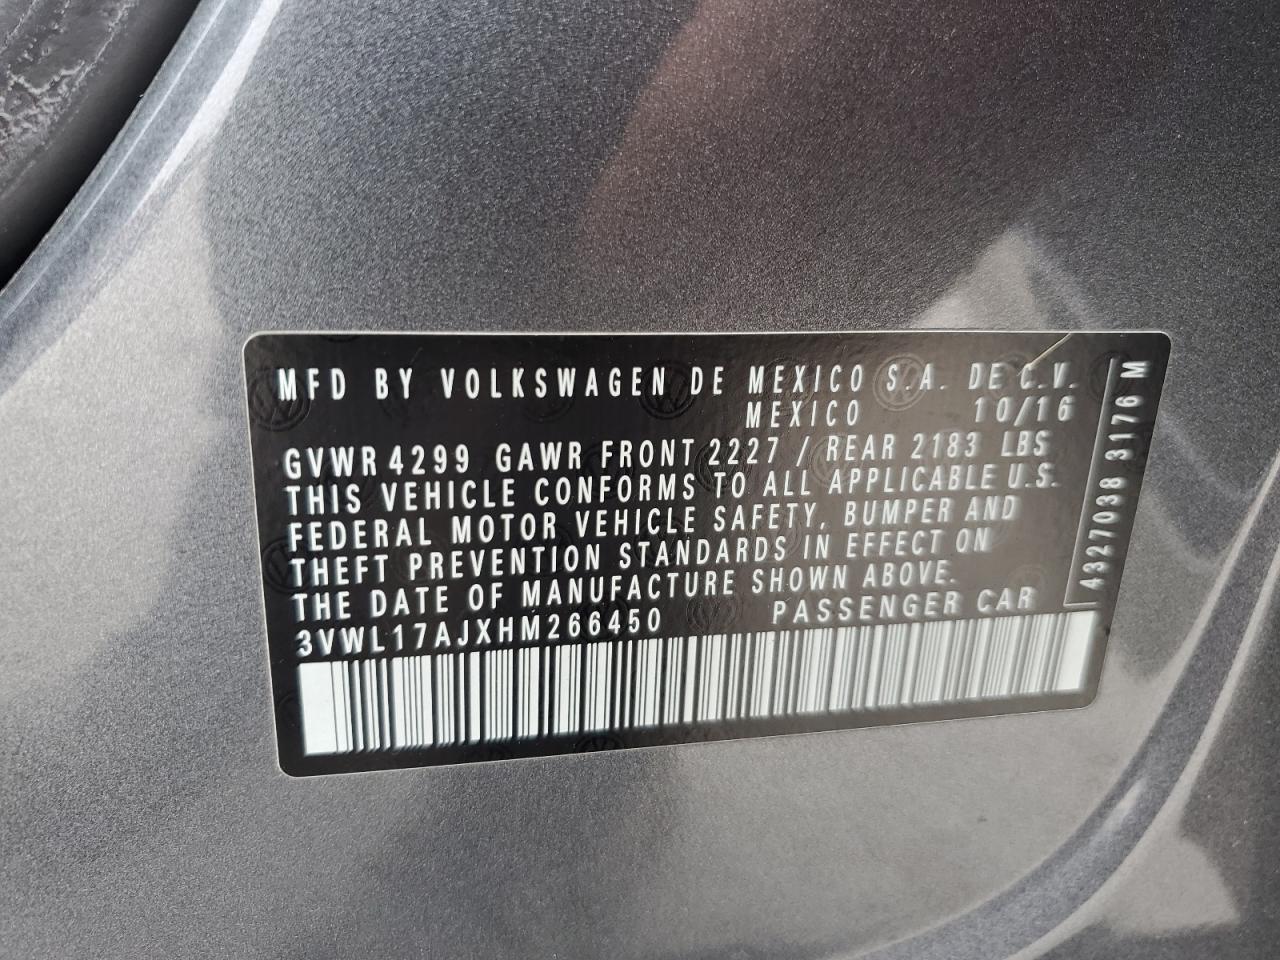 MFD BY VOLKSWAGEN DE MEXICO S.A. DE C.V.
MEXICO 10/16
GVWR 4299 GAWR FRONT 2227 / REAR 2183 LBS
THIS VEHICLE CONFORMS TO ALL APPLICABLE U.S.
FEDERAL MOTOR VEHICLE SAFETY, BUMPER AND
THEFT PREVENTION STANDARDS IN EFFECT ON
THE DATE OF MANUFACTURE SHOWN ABOVE.
3VWL17AJXHM266450 PASSENGER CAR
4327038 3176 M